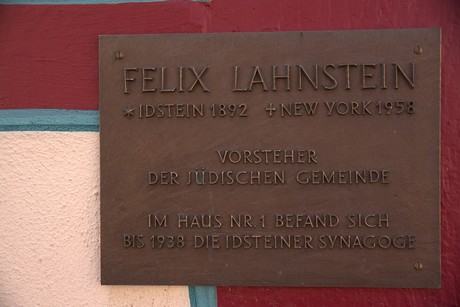 FELIX LAHNSTEIN
*IDSTEIN 1892 +NEW YORK 1958
VORSTEHER
DER JÜDISCHEN GEMEINDE
IM HAUS NR.1 BEFAND SICH
BIS 1938 DIE IDSTEINER SYNAGOGE